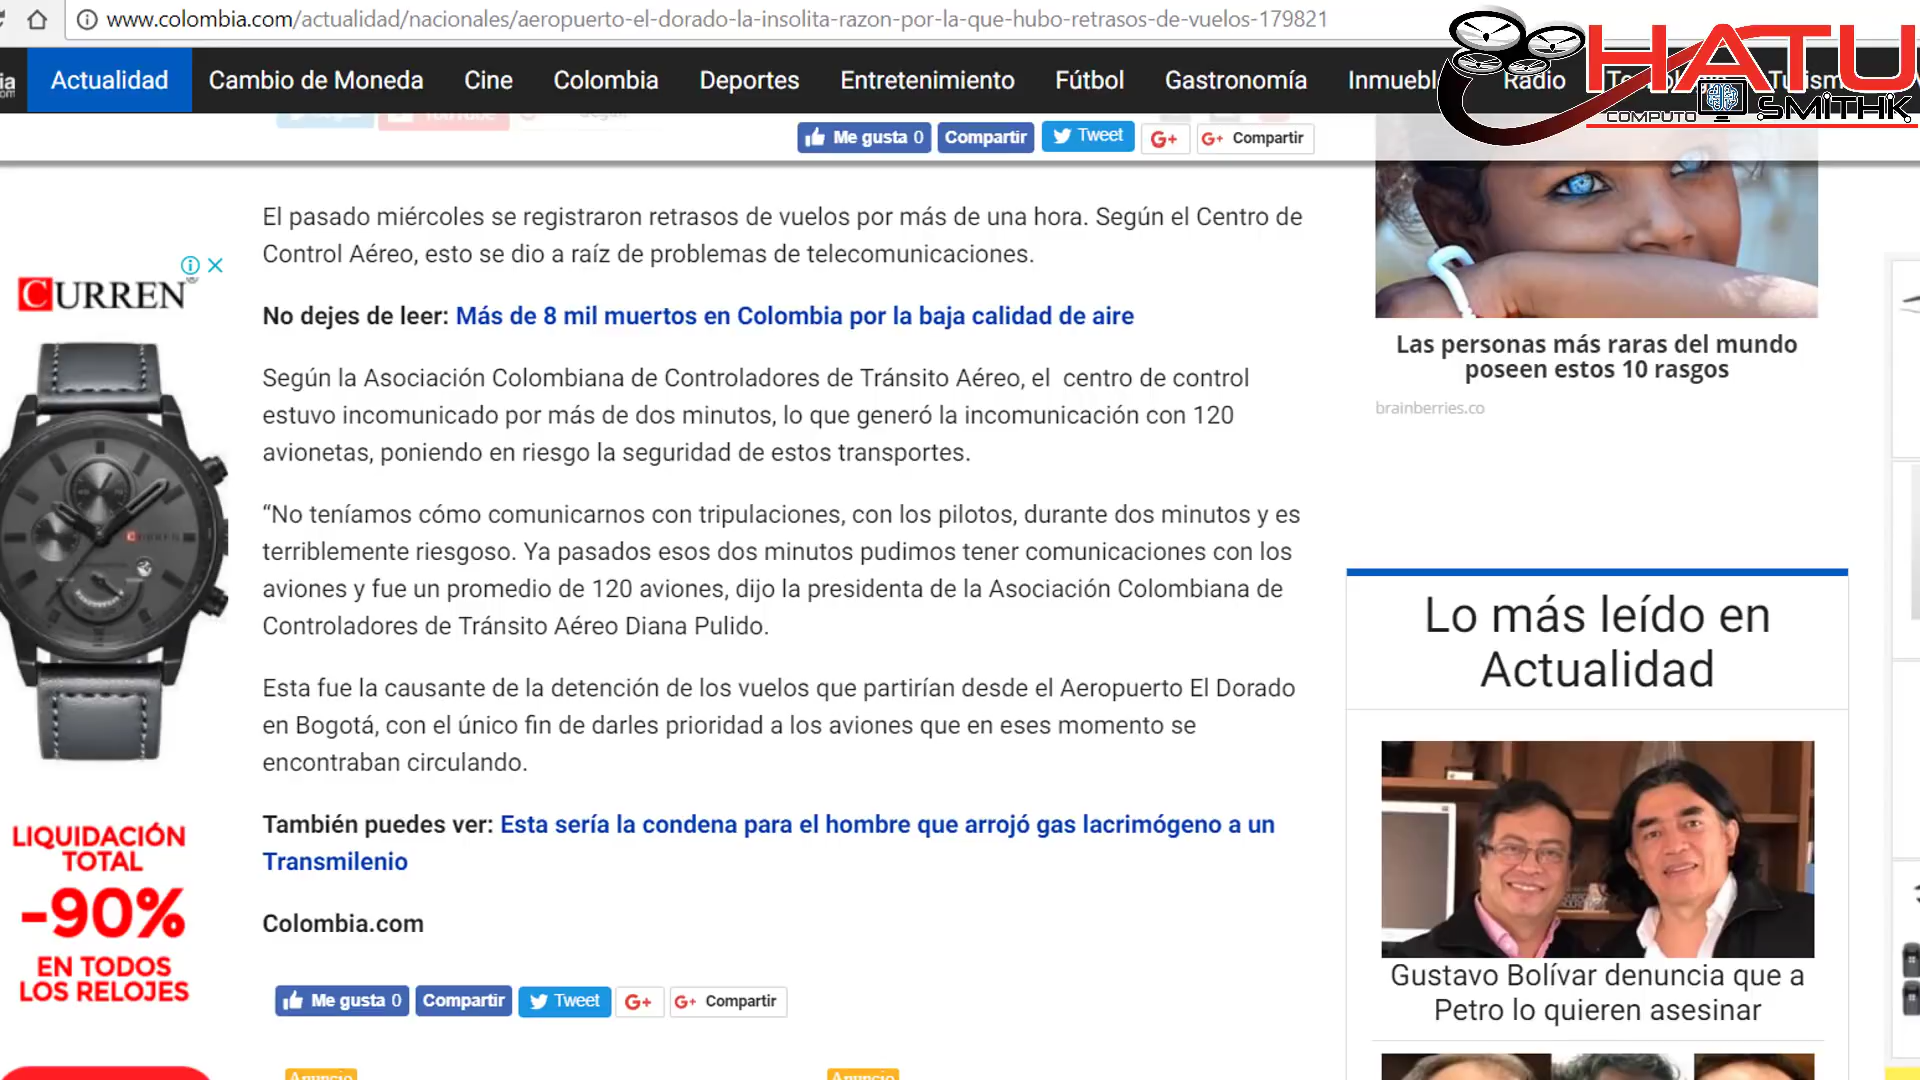 www.colombia.com/actualidad/nacionales/aeropuerto-el-dorado-la-insolita-razon-por-la-que-hubo-retrasos-de-vuelos-179821
Actualidad Cambio de Moneda Cine Colombia Deportes Entretenimiento Fútbol Gastronomía Inmuebl Radio
HATU
COMPUTO SMITHK
Me gusta 0 Compartir Tweet G+ G+ Compartir
El pasado miércoles se registraron retrasos de vuelos por más de una hora. Según el Centro de
Control Aéreo, esto se dio a raíz de problemas de telecomunicaciones.
No dejes de leer: Más de 8 mil muertos en Colombia por la baja calidad de aire
Según la Asociación Colombiana de Controladores de Tránsito Aéreo, el centro de control
estuvo incomunicado por más de dos minutos, lo que generó la incomunicación con 120
avionetas, poniendo en riesgo la seguridad de estos transportes.
“No teníamos cómo comunicarnos con tripulaciones, con los pilotos, durante dos minutos y es
terriblemente riesgoso. Ya pasados esos dos minutos pudimos tener comunicaciones con los
aviones y fue un promedio de 120 aviones, dijo la presidenta de la Asociación Colombiana de
Controladores de Tránsito Aéreo Diana Pulido.
Esta fue la causante de la detención de los vuelos que partirían desde el Aeropuerto El Dorado
en Bogotá, con el único fin de darles prioridad a los aviones que en eses momento se
encontraban circulando.
También puedes ver: Esta sería la condena para el hombre que arrojó gas lacrimógeno a un
Transmilenio
Colombia.com
Me gusta 0 Compartir Tweet G+ G+ Compartir
Anuncio
Anuncio
CURREN
CURREN
LIQUIDACIÓN
TOTAL
-90%
EN TODOS
LOS RELOJES
Las personas más raras del mundo
poseen estos 10 rasgos
brainberries.co
Lo más leído en
Actualidad
Gustavo Bolívar denuncia que a
Petro lo quieren asesinar